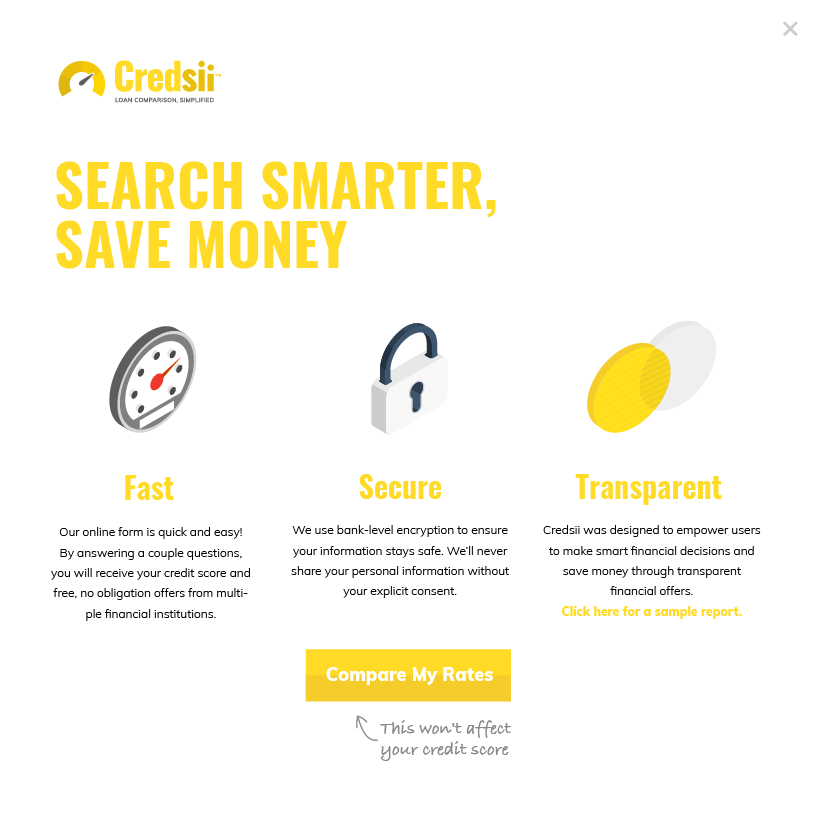 Credsii™
LOAN COMPARISON, SIMPLIFIED
SEARCH SMARTER,
SAVE MONEY
Fast
Our online form is quick and easy!
By answering a couple questions,
you will receive your credit score and
free, no obligation offers from multi-
ple financial institutions.
Secure
We use bank-level encryption to ensure
your information stays safe. We’ll never
share your personal information without
your explicit consent.
Transparent
Credsii was designed to empower users
to make smart financial decisions and
save money through transparent
financial offers.
Click here for a sample report.
Compare My Rates
This won't affect
your credit score